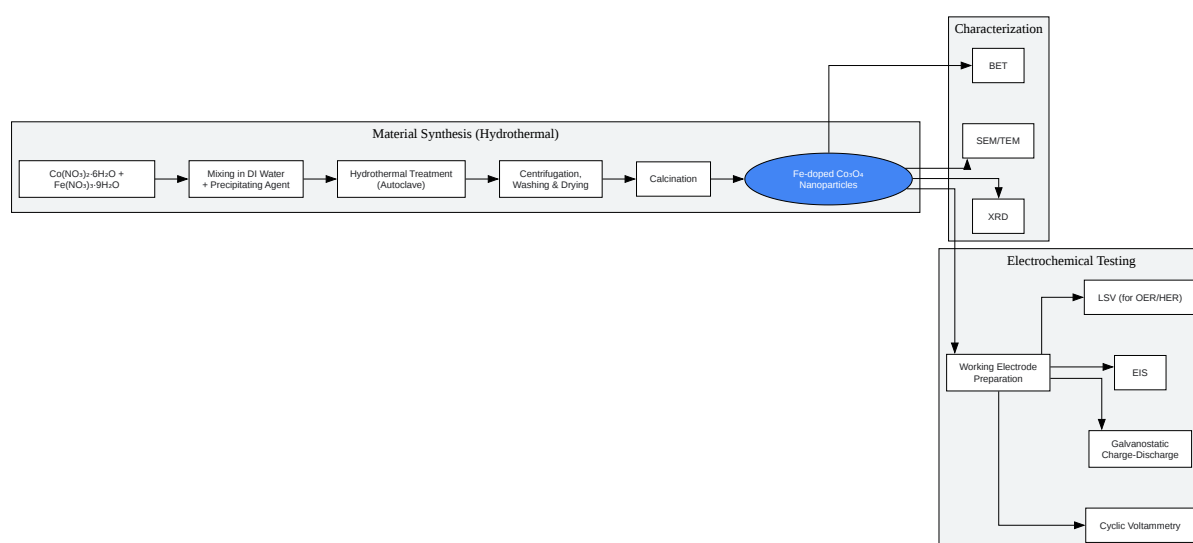 Characterization
BET
SEM/TEM
XRD
Material Synthesis (Hydrothermal)
Co(NO₃)₂·6H₂O +
Fe(NO₃)₃·9H₂O
Mixing in DI Water
+ Precipitating Agent
Hydrothermal Treatment
(Autoclave)
Centrifugation,
Washing & Drying
Calcination
Fe-doped Co₃O₄
Nanoparticles
Electrochemical Testing
LSV (for OER/HER)
Working Electrode
Preparation
EIS
Galvanostatic
Charge-Discharge
Cyclic Voltammetry